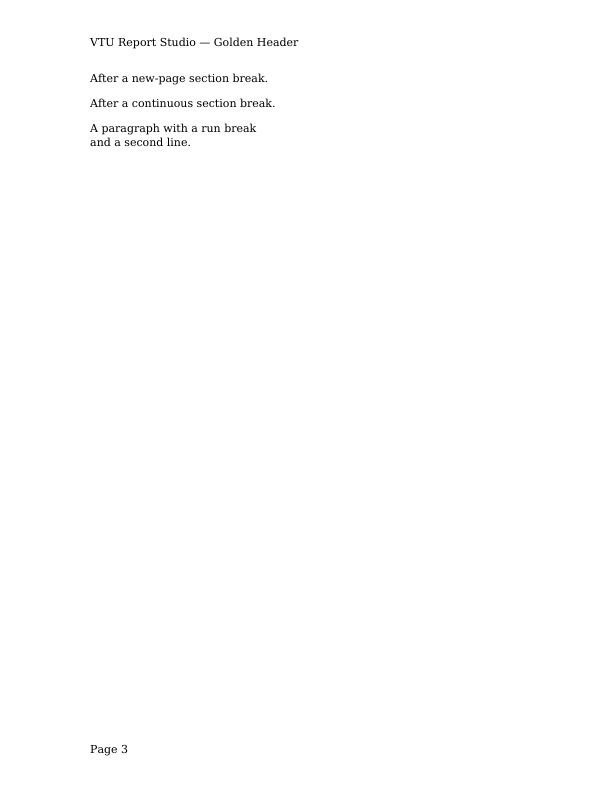 VTU Report Studio — Golden Header
After a new-page section break.
After a continuous section break.
A paragraph with a run break
and a second line.
Page 3